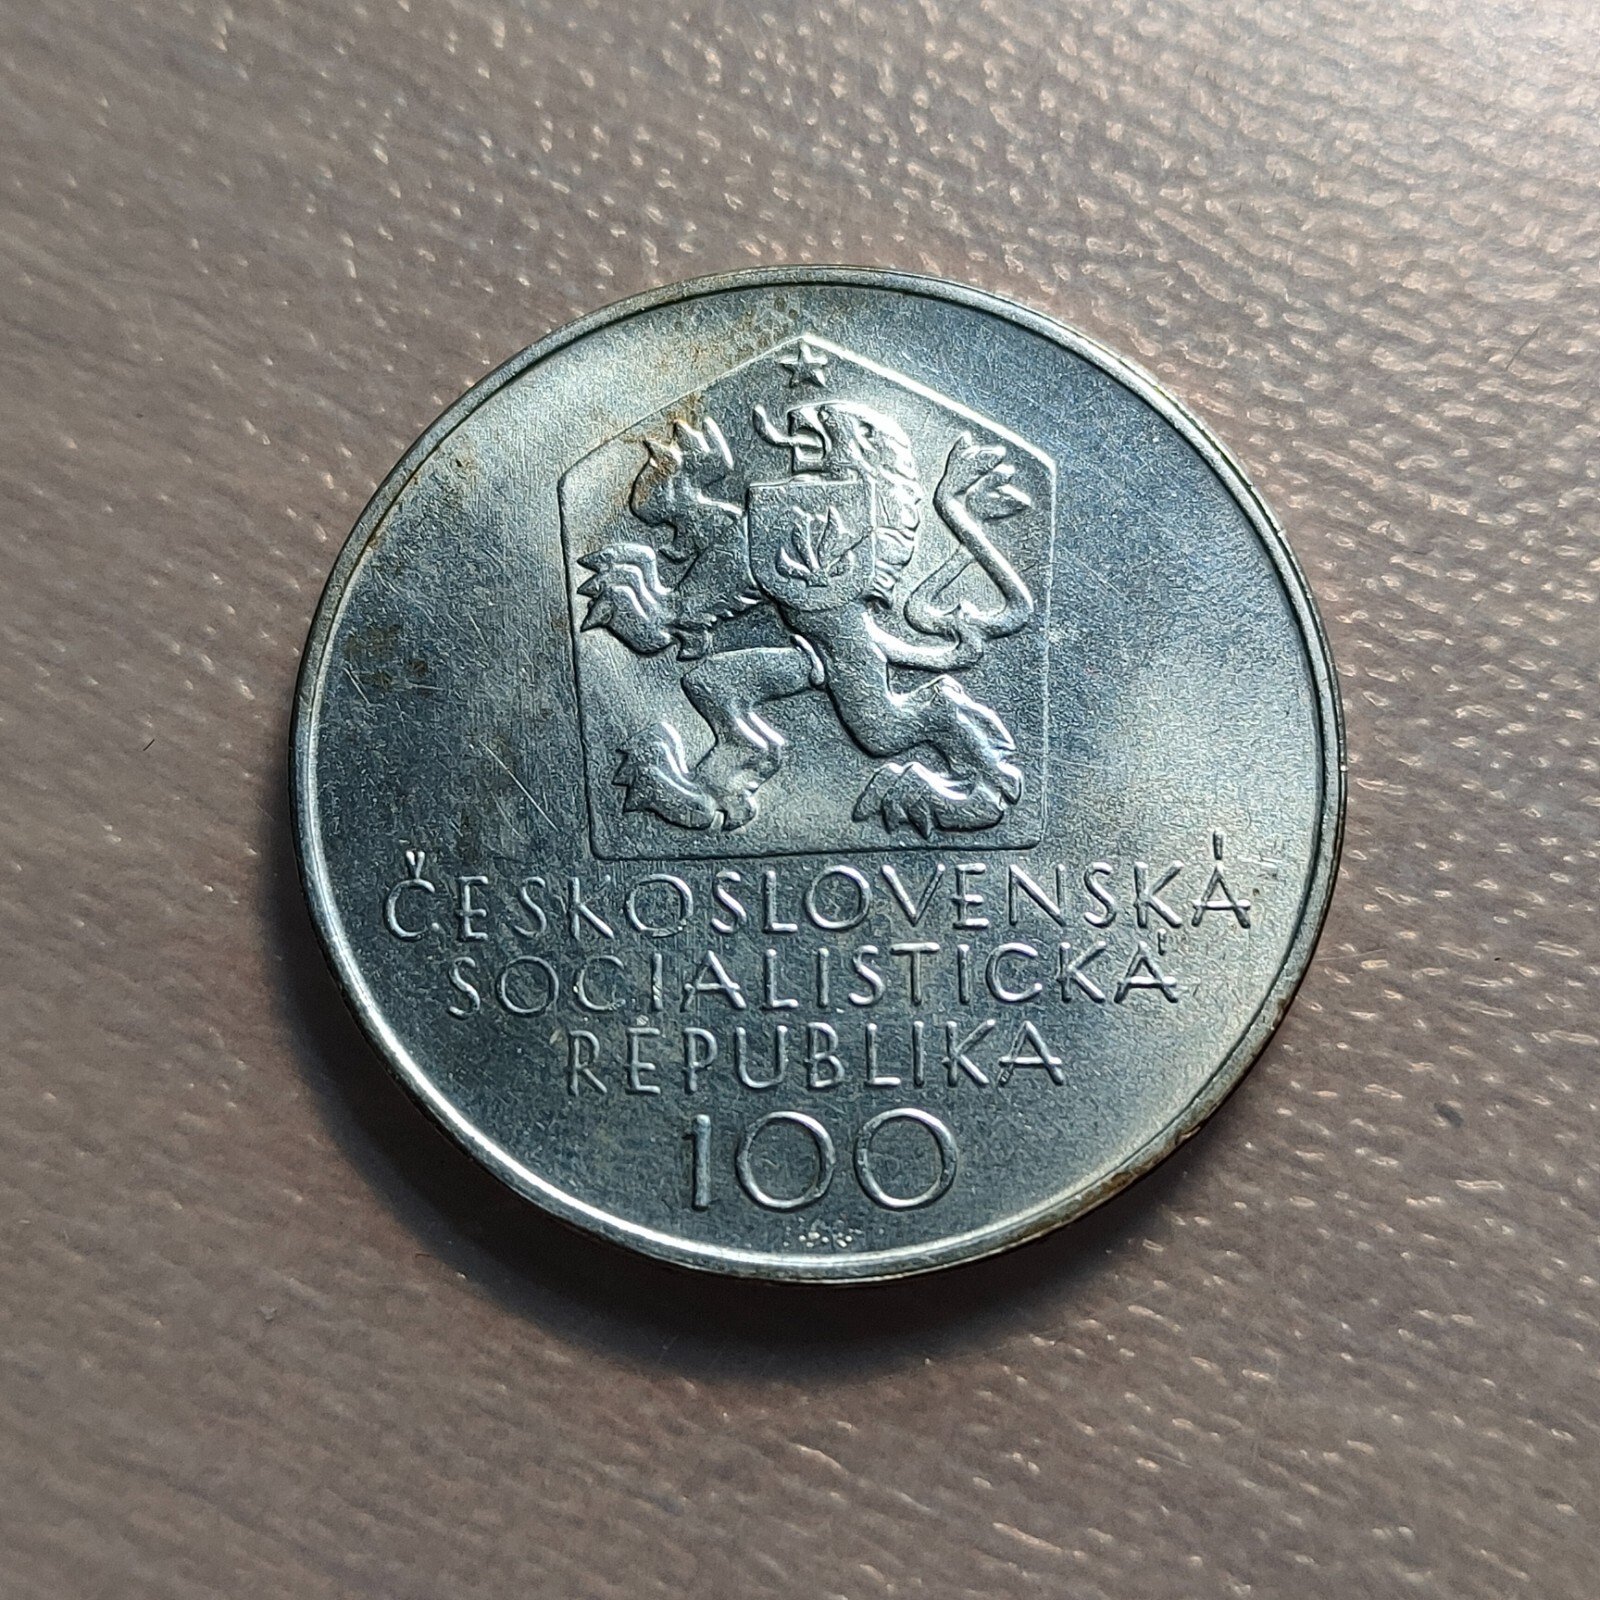 ČESKOSLOVENSKÁ
SOCIALISTICKÁ
REPUBLIKA
100